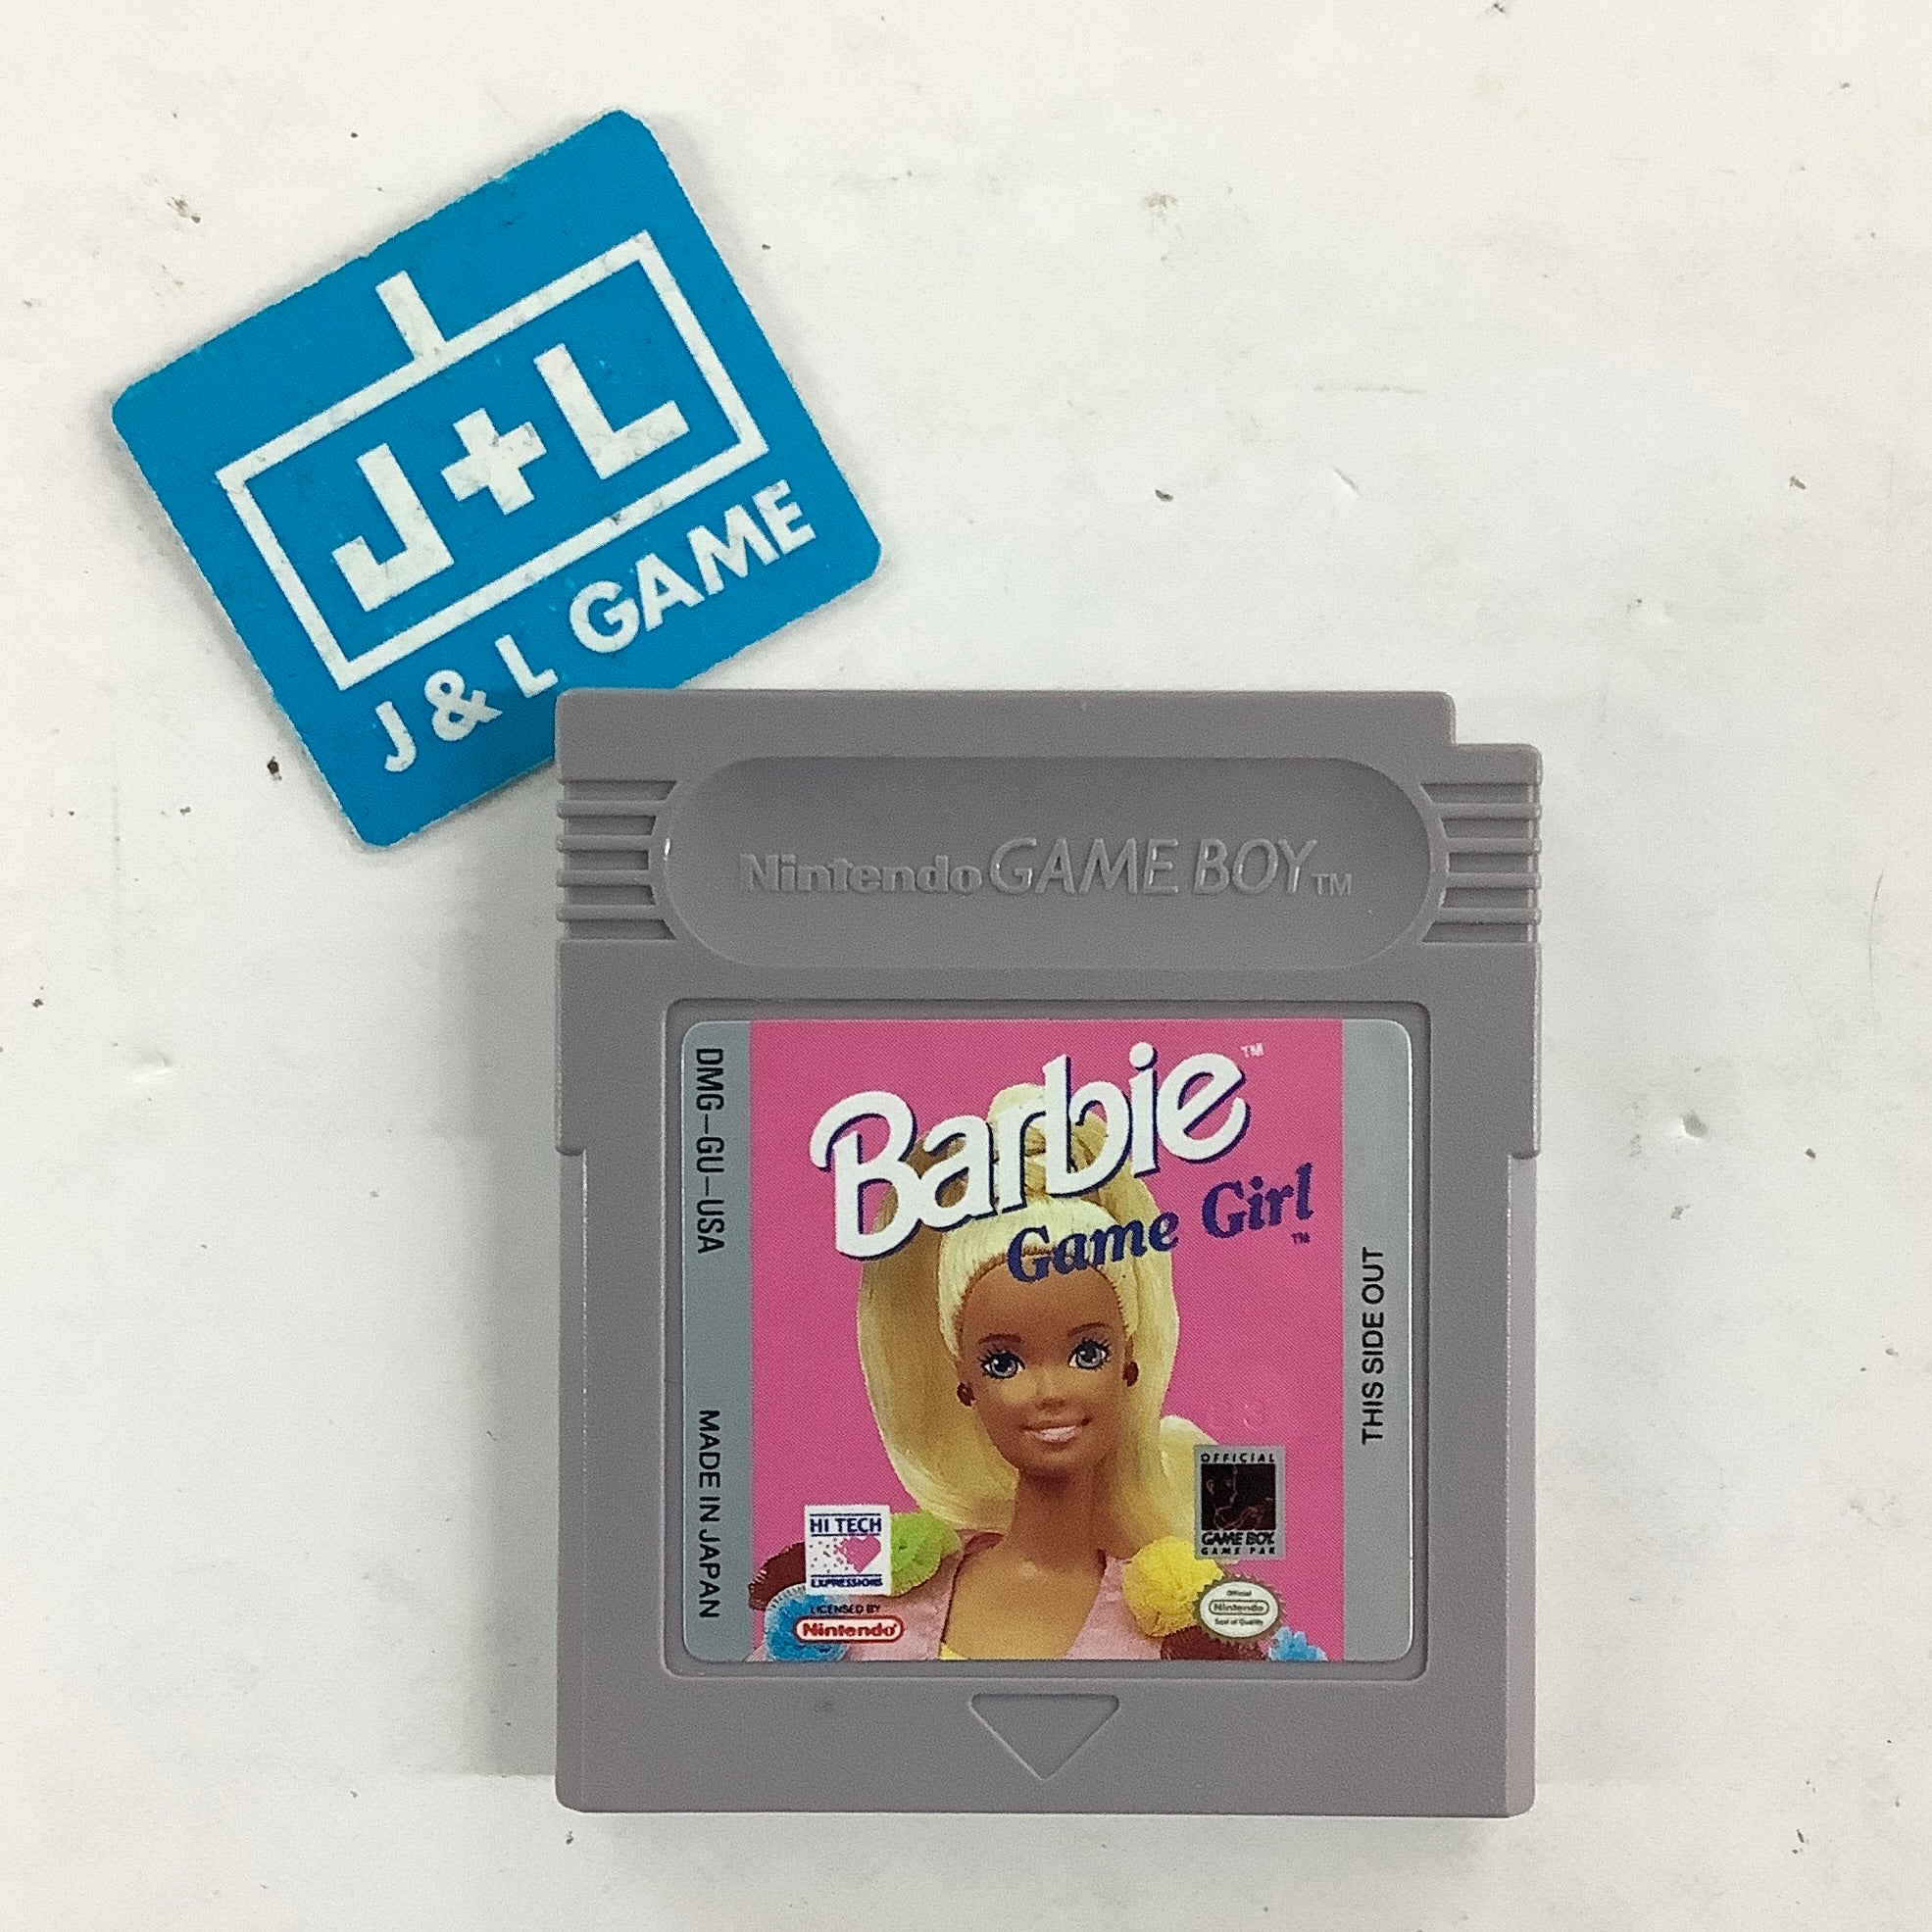 J+L
J & L GAME
Nintendo GAME BOY TM
DMG-GU-USA
MADE IN JAPAN
Barbie TM
Game Girl TM
THIS SIDE OUT
HI TECH
EXPRESSIONS
LICENSED BY
Nintendo
OFFICIAL
GAME BOY
GAME PAK
Official
Nintendo
Seal of Quality